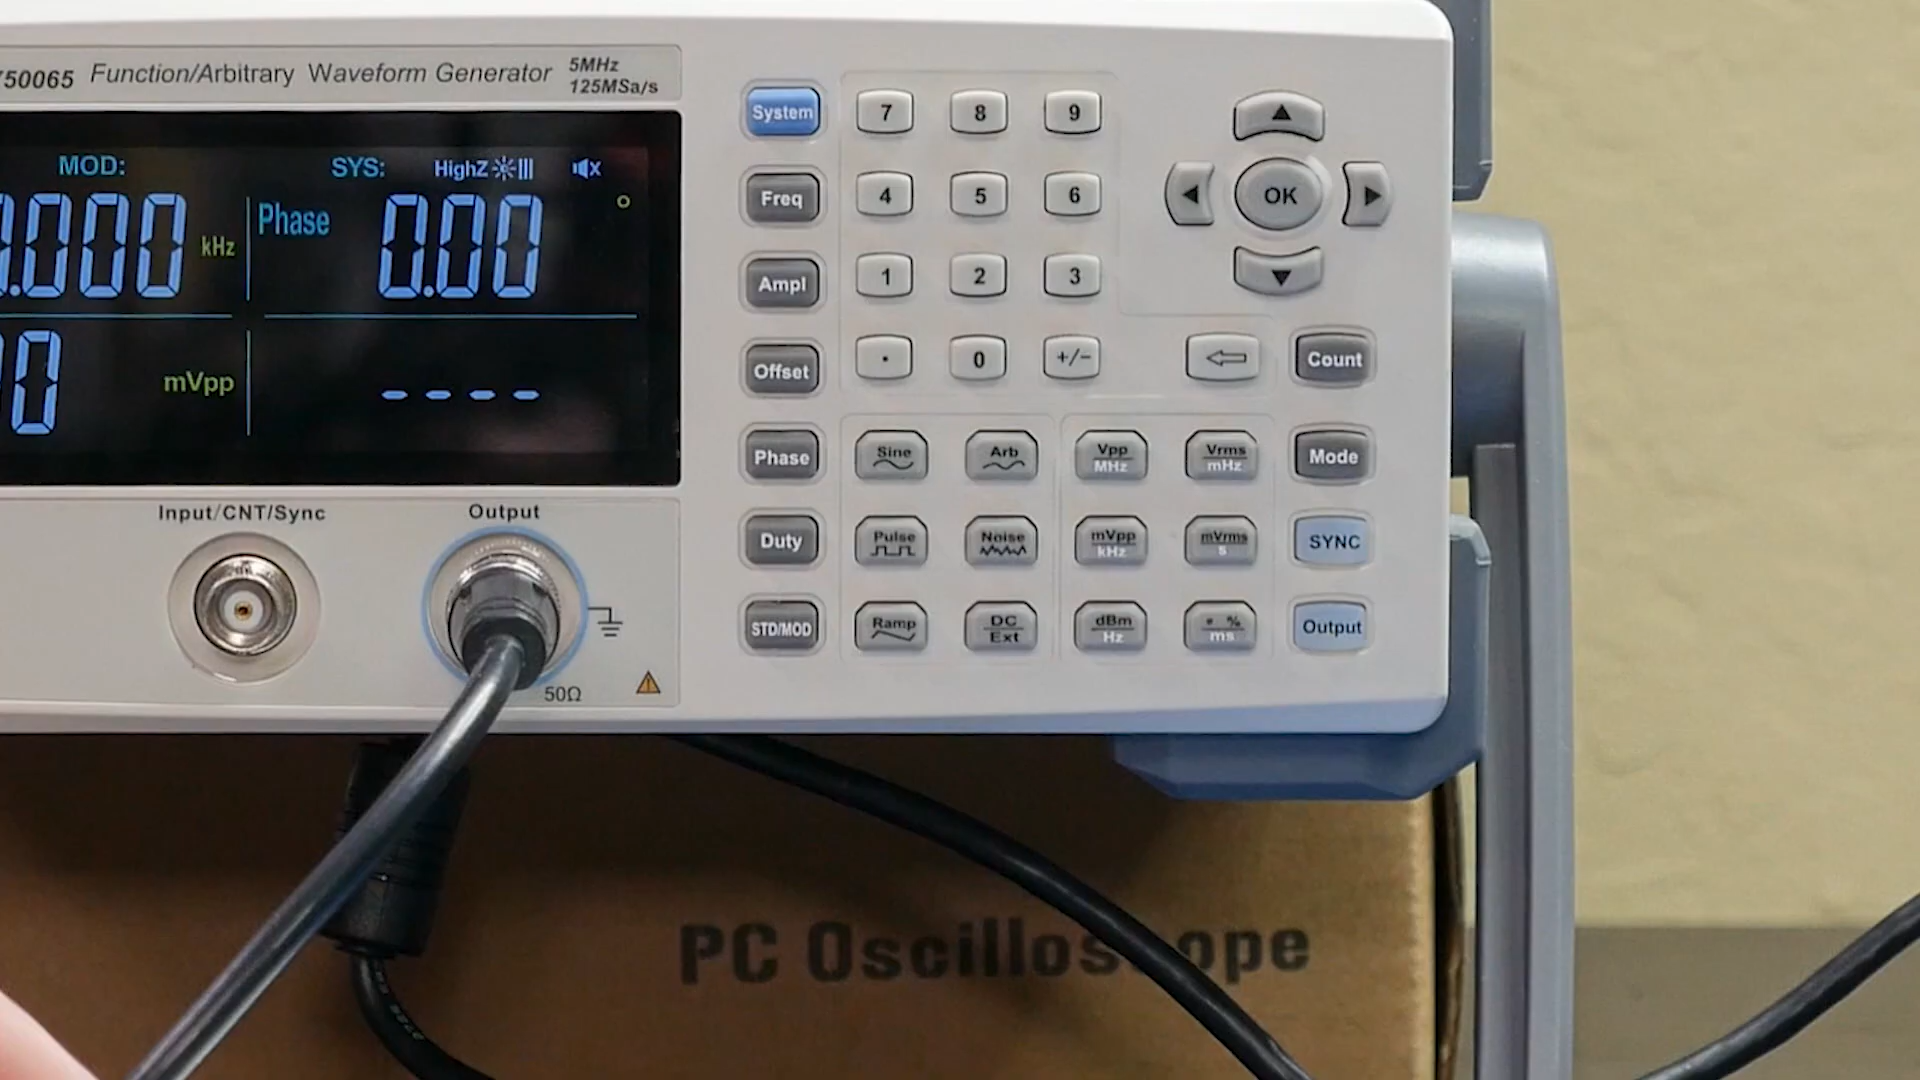 50065 Function/Arbitrary Waveform Generator 5MHz
125MSa/s
MOD: SYS: HighZ
.000 kHz Phase 0.00 °
0 mVpp - - - -
Input/CNT/Sync Output
50Ω
System 7 8 9 ▲
Freq 4 5 6 ◀ OK ▶
Ampl 1 2 3 ▼
Offset . 0 +/- Count
Phase Sine Arb Vpp Vrms Mode
MHz mHz
Duty Pulse Noise mVpp mVrms SYNC
kHz s
STD/MOD Ramp DC dBm ° % Output
Ext Hz ms
PC Oscilloscope